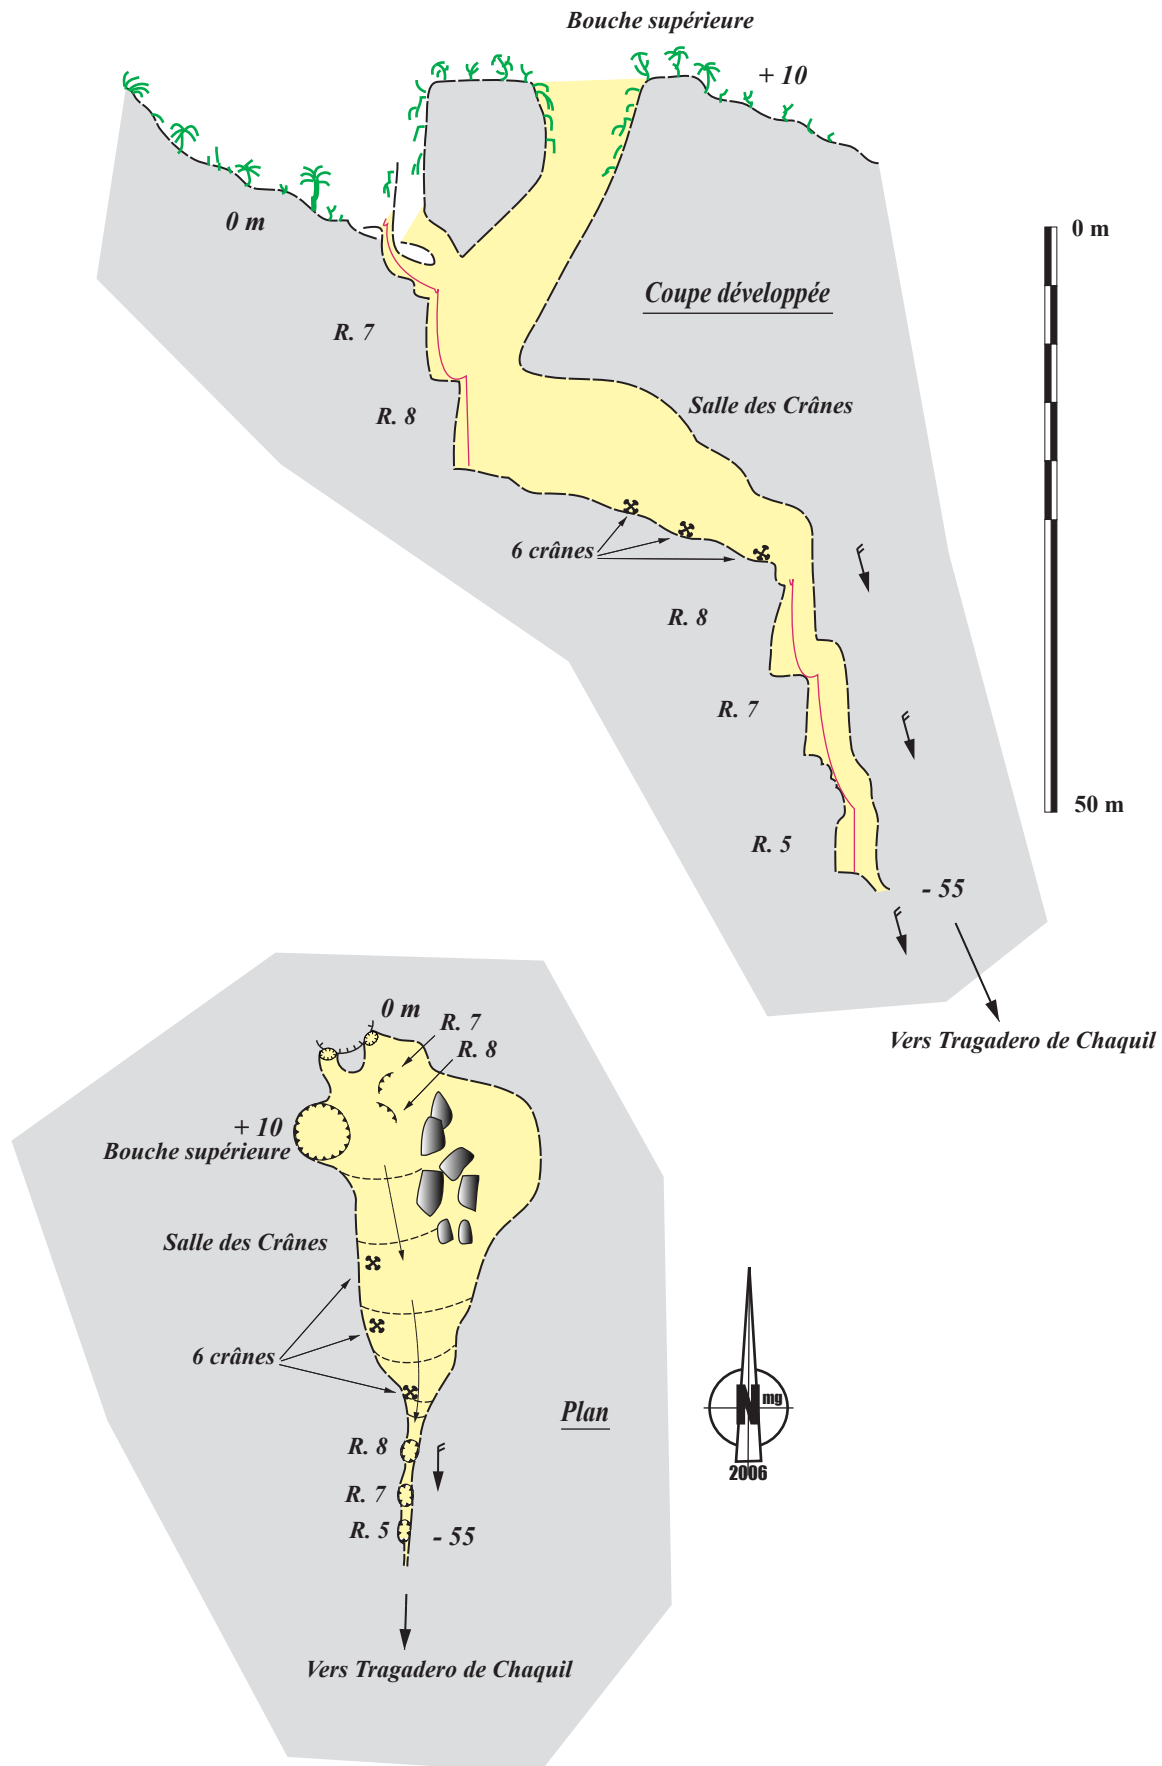 Bouche supérieure
+ 10
0 m
0 m
Coupe développée
R. 7
Salle des Crânes
R. 8
6 crânes
R. 8
R. 7
50 m
R. 5
- 55
Vers Tragadero de Chaquil
0 m
R. 7
R. 8
+ 10
Bouche supérieure
Salle des Crânes
6 crânes
Plan
N mg
2006
R. 8
R. 7
R. 5
- 55
Vers Tragadero de Chaquil